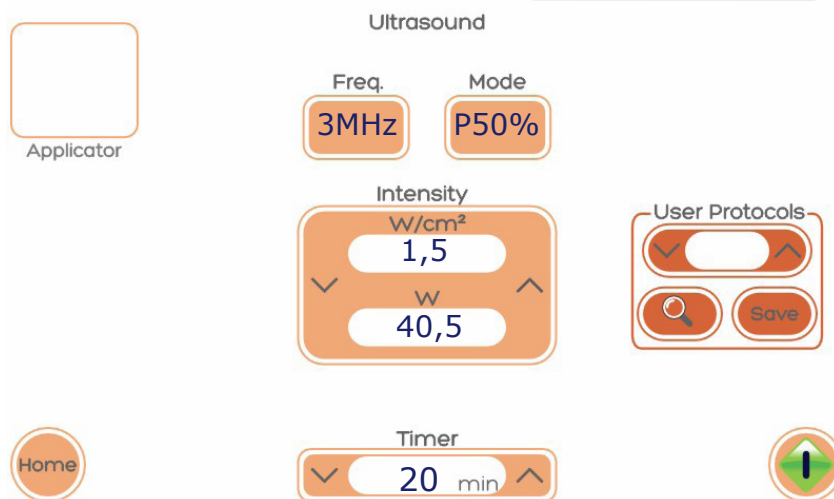 Ultrasound
Freq. Mode
3MHz P50%
Applicator
Intensity
W/cm²
1,5
W
40,5
User Protocols
Save
Timer
Home
20 min
I